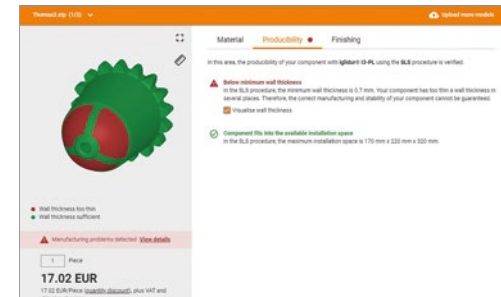 Thomas2.stp (1/3)
Upload more models
Material
Producibility
Finishing
In this area, the producibility of your component with iglidur® i3-PL using the SLS procedure is verified.
Below minimum wall thickness
In the SLS procedure, the minimum wall thickness is 0.7 mm. Your component has too thin a wall thickness in
several places. Therefore, the correct manufacturing and stability of your component cannot be guaranteed.
Visualise wall thickness
Component fits into the available installation space
In the SLS procedure, the maximum installation space is 170 mm x 220 mm x 320 mm.
Wall thickness too thin
Wall thickness sufficient
Manufacturing problems detected View details
1 Piece
17.02 EUR
17.02 EUR/Piece (quantity discount), plus VAT and